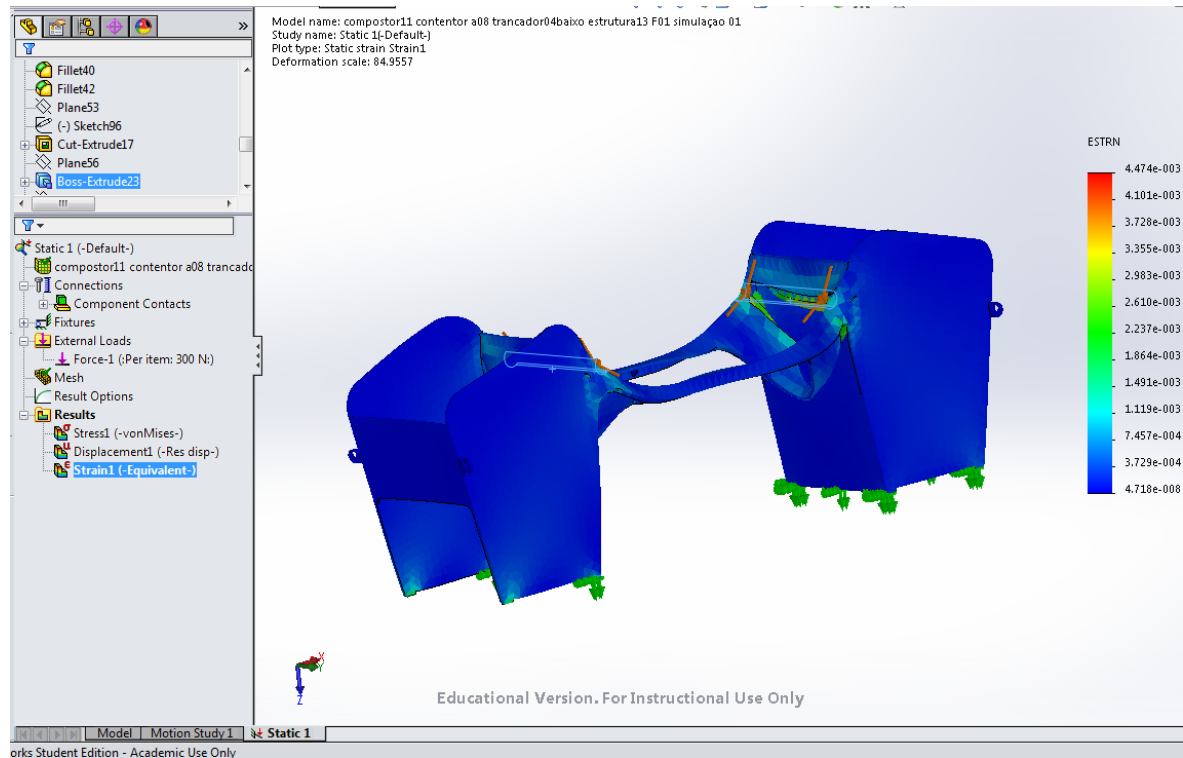 Model name: compostor11 contentor a08 trancador04baixo estrutura13 F01 simulaçao 01
Study name: Static 1(-Default-)
Plot type: Static strain Strain1
Deformation scale: 84.9557
»
Fillet40
Fillet42
Plane53
(-) Sketch96
Cut-Extrude17
Plane56
Boss-Extrude23
Static 1 (-Default-)
compostor11 contentor a08 trancado
Connections
Component Contacts
Fixtures
External Loads
Force-1 (:Per item: 300 N:)
Mesh
Result Options
Results
Stress1 (-vonMises-)
Displacement1 (-Res disp-)
Strain1 (-Equivalent-)
ESTRN
4.474e-003
4.101e-003
3.728e-003
3.355e-003
2.983e-003
2.610e-003
2.237e-003
1.864e-003
1.491e-003
1.119e-003
7.457e-004
3.729e-004
4.718e-008
X
Y
Z
Educational Version. For Instructional Use Only
Model Motion Study 1 Static 1
orks Student Edition - Academic Use Only